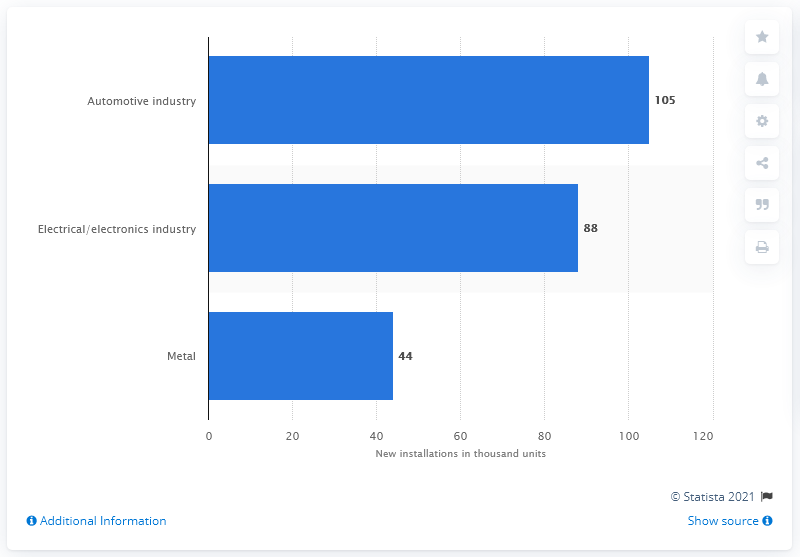 Automotive industry
105
Electrical/electronics industry
88
Metal
44
0 20 40 60 80 100 120
New installations in thousand units
© Statista 2021
Additional Information
Show source